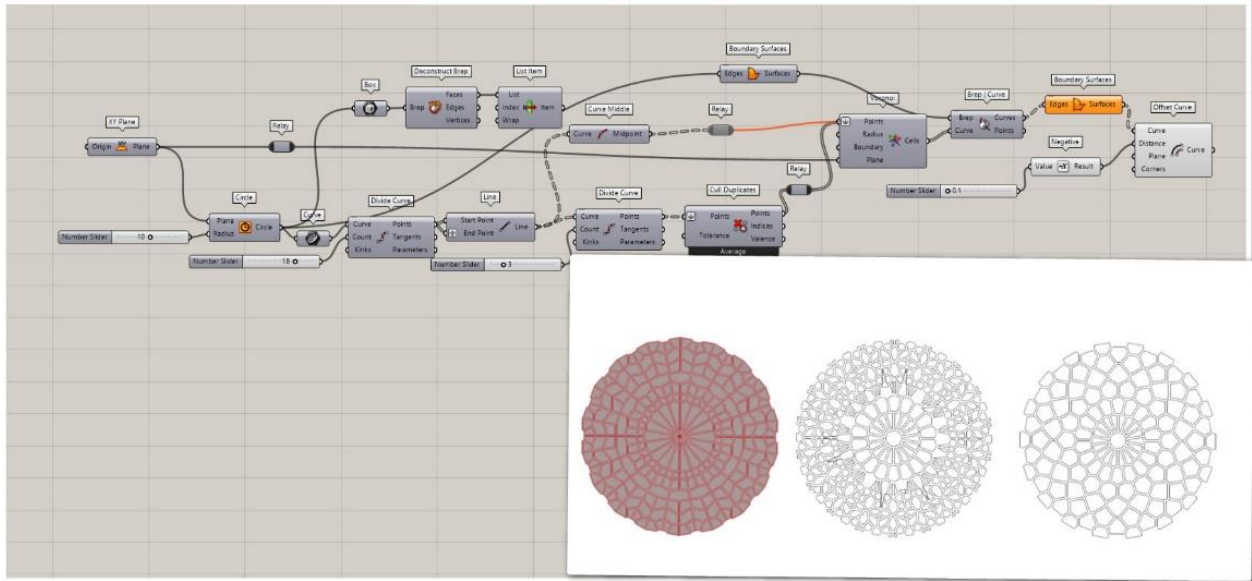 Boundary Surfaces
Edges Surfaces
Box
Deconstruct Brep
Brep Faces Edges Vertices
List Item
List Index Wrap Item
Curve Middle
Curve Midpoint
Relay
Voronoi
Points Radius Boundary Plane Cells
Brep | Curve
Brep Curve Curves Points
Boundary Surfaces
Edges Surfaces
Offset Curve
Curve Distance Plane Corners Curve
XY Plane
Origin XY Plane
Relay
Negative
Value -x Result
Number Slider 0.1
Relay
Circle
Plane Radius Circle
Number Slider 10
Curve
Divide Curve
Curve Count Kinks Points Tangents Parameters
Number Slider 18
Line
Start Point End Point Line
Number Slider 3
Divide Curve
Curve Count Kinks Points Tangents Parameters
Cull Duplicates
Points Tolerance Points Indices Valence
Average